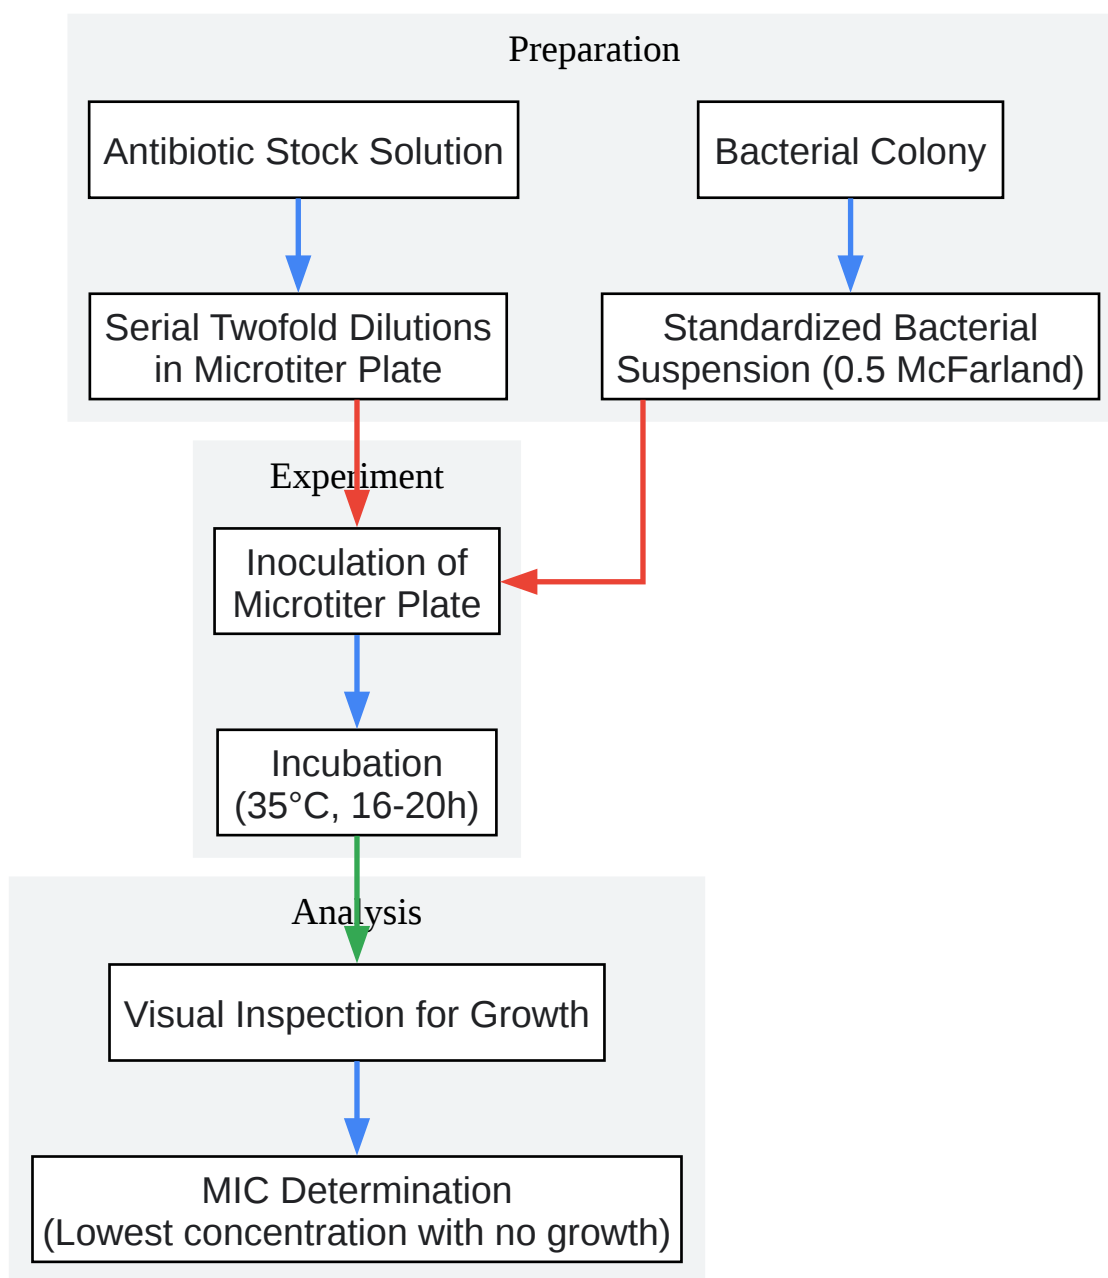 Preparation
Antibiotic Stock Solution
Bacterial Colony
Serial Twofold Dilutions
in Microtiter Plate
Standardized Bacterial
Suspension (0.5 McFarland)
Experiment
Inoculation of
Microtiter Plate
Incubation
(35°C, 16-20h)
Analysis
Visual Inspection for Growth
MIC Determination
(Lowest concentration with no growth)